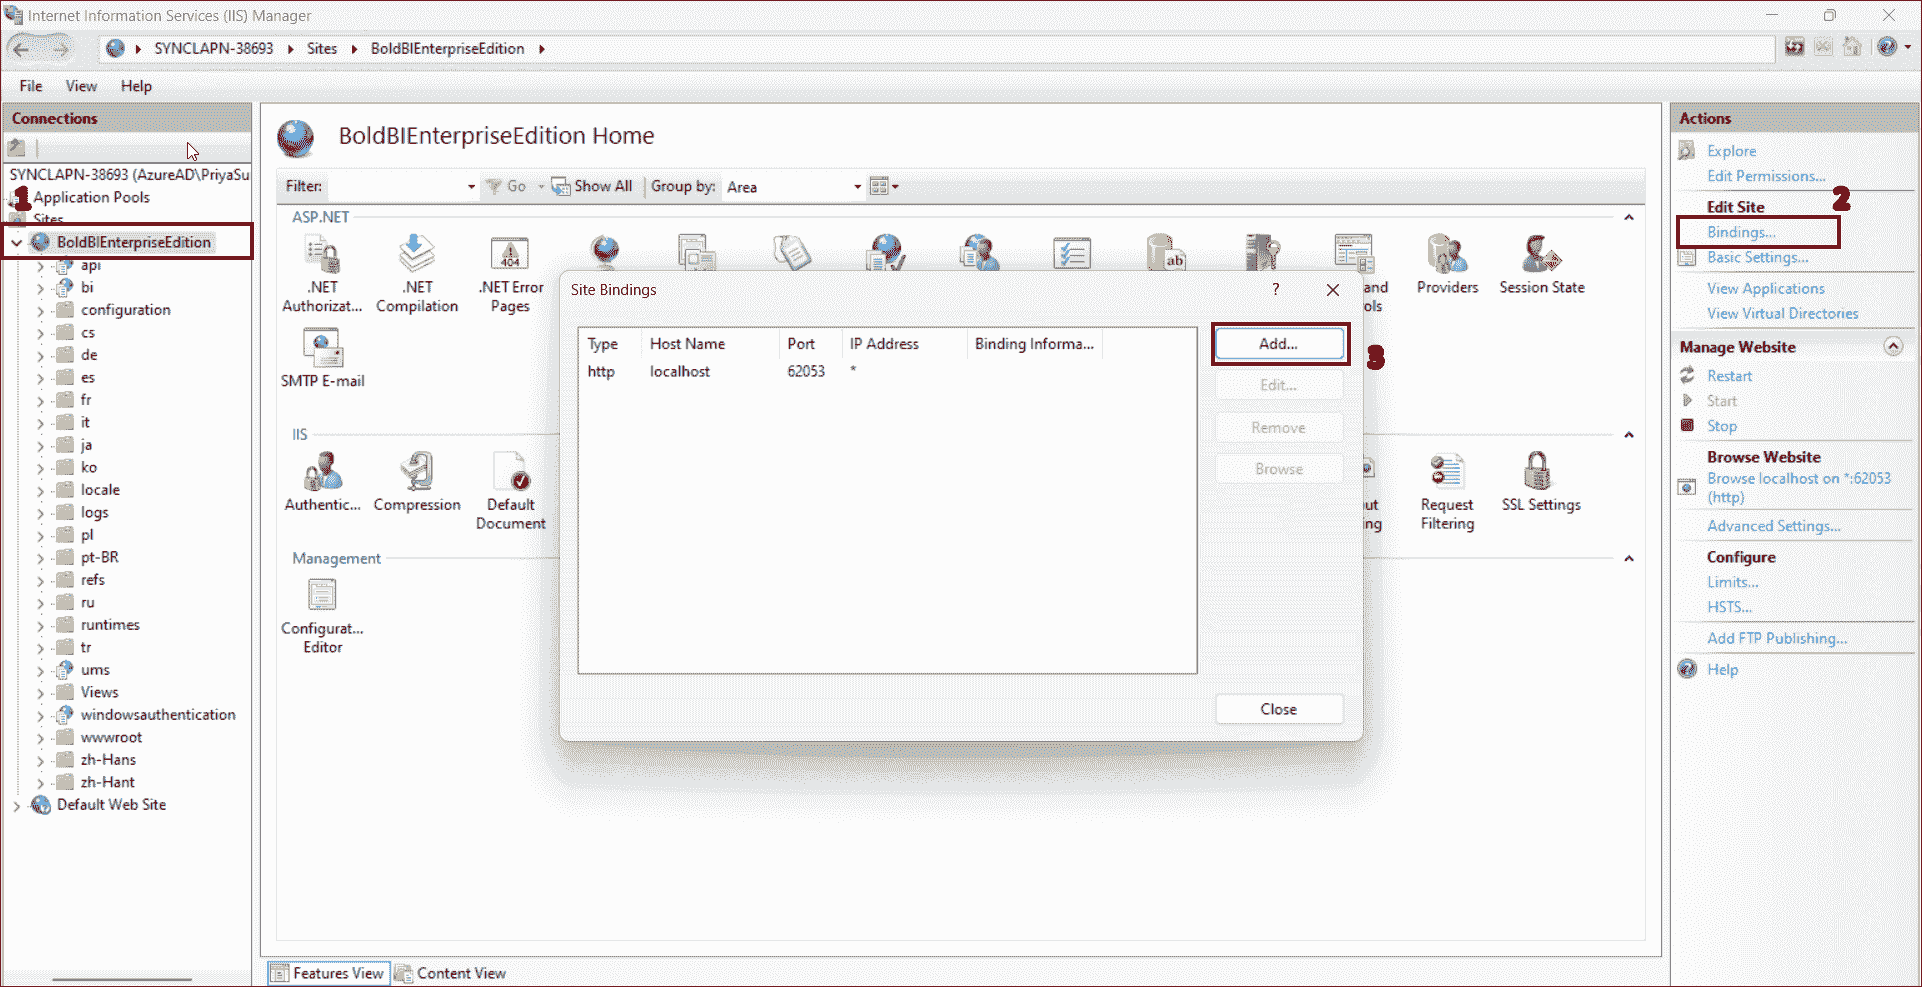 Internet Information Services (IIS) Manager
SYNCLAPN-38693 Sites BoldBIEnterpriseEdition
File View Help
Connections
SYNCLAPN-38693 (AzureAD\PriyaSu
1
Application Pools
Sites
BoldBIEnterpriseEdition
api
bi
configuration
cs
de
es
fr
it
ja
ko
locale
logs
pl
pt-BR
refs
ru
runtimes
tr
ums
Views
windowsauthentication
wwwroot
zh-Hans
zh-Hant
Default Web Site
BoldBIEnterpriseEdition Home
Filter: Go Show All Group by: Area
ASP.NET
.NET Authorizat...
.NET Compilation
.NET Error Pages
Providers
Session State
SMTP E-mail
IIS
Authentic...
Compression
Default Document
Request Filtering
SSL Settings
Management
Configurat... Editor
Site Bindings ?
Type Host Name Port IP Address Binding Informa...
http localhost 62053 *
Add...
3
Edit...
Remove
Browse
Close
Features View Content View
Actions
Explore
Edit Permissions...
2
Edit Site
Bindings...
Basic Settings...
View Applications
View Virtual Directories
Manage Website
Restart
Start
Stop
Browse Website
Browse localhost on *:62053
(http)
Advanced Settings...
Configure
Limits...
HSTS...
Add FTP Publishing...
Help